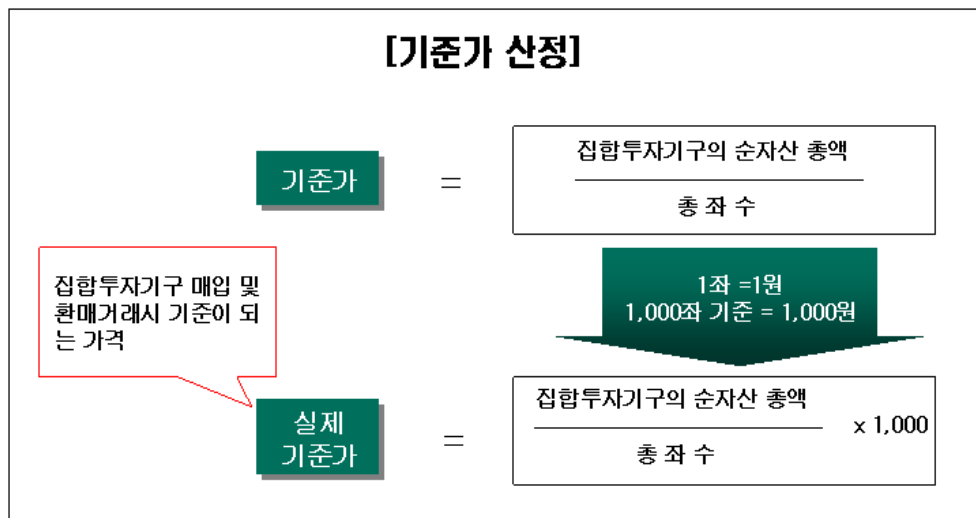 [기준가 산정]
기준가
=
집합투자기구의 순자산 총액
총 좌 수
집합투자기구 매입 및
환매거래시 기준이 되
는 가격
1좌 =1원
1,000좌 기준 = 1,000원
실제
기준가
=
집합투자기구의 순자산 총액
총 좌 수
x 1,000